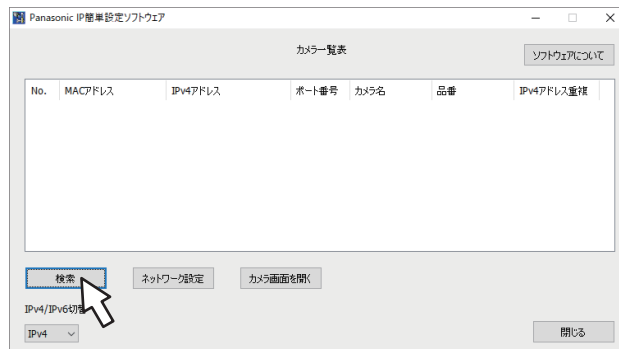 Panasonic IP簡単設定ソフトウェア
カメラ一覧表
ソフトウェアについて
No. MACアドレス IPv4アドレス ポート番号 カメラ名 品番 IPv4アドレス重複
検索 ネットワーク設定 カメラ画面を開く
IPv4/IPv6切替
IPv4 閉じる